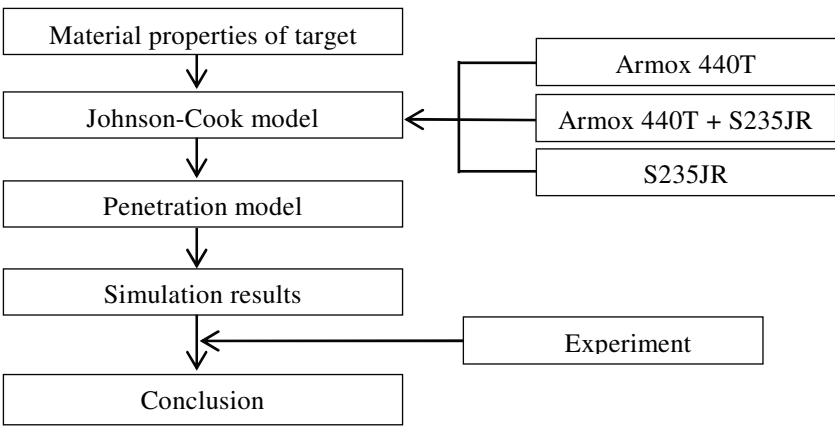 Material properties of target
Johnson-Cook model
Penetration model
Simulation results
Conclusion
Armox 440T
Armox 440T + S235JR
S235JR
Experiment